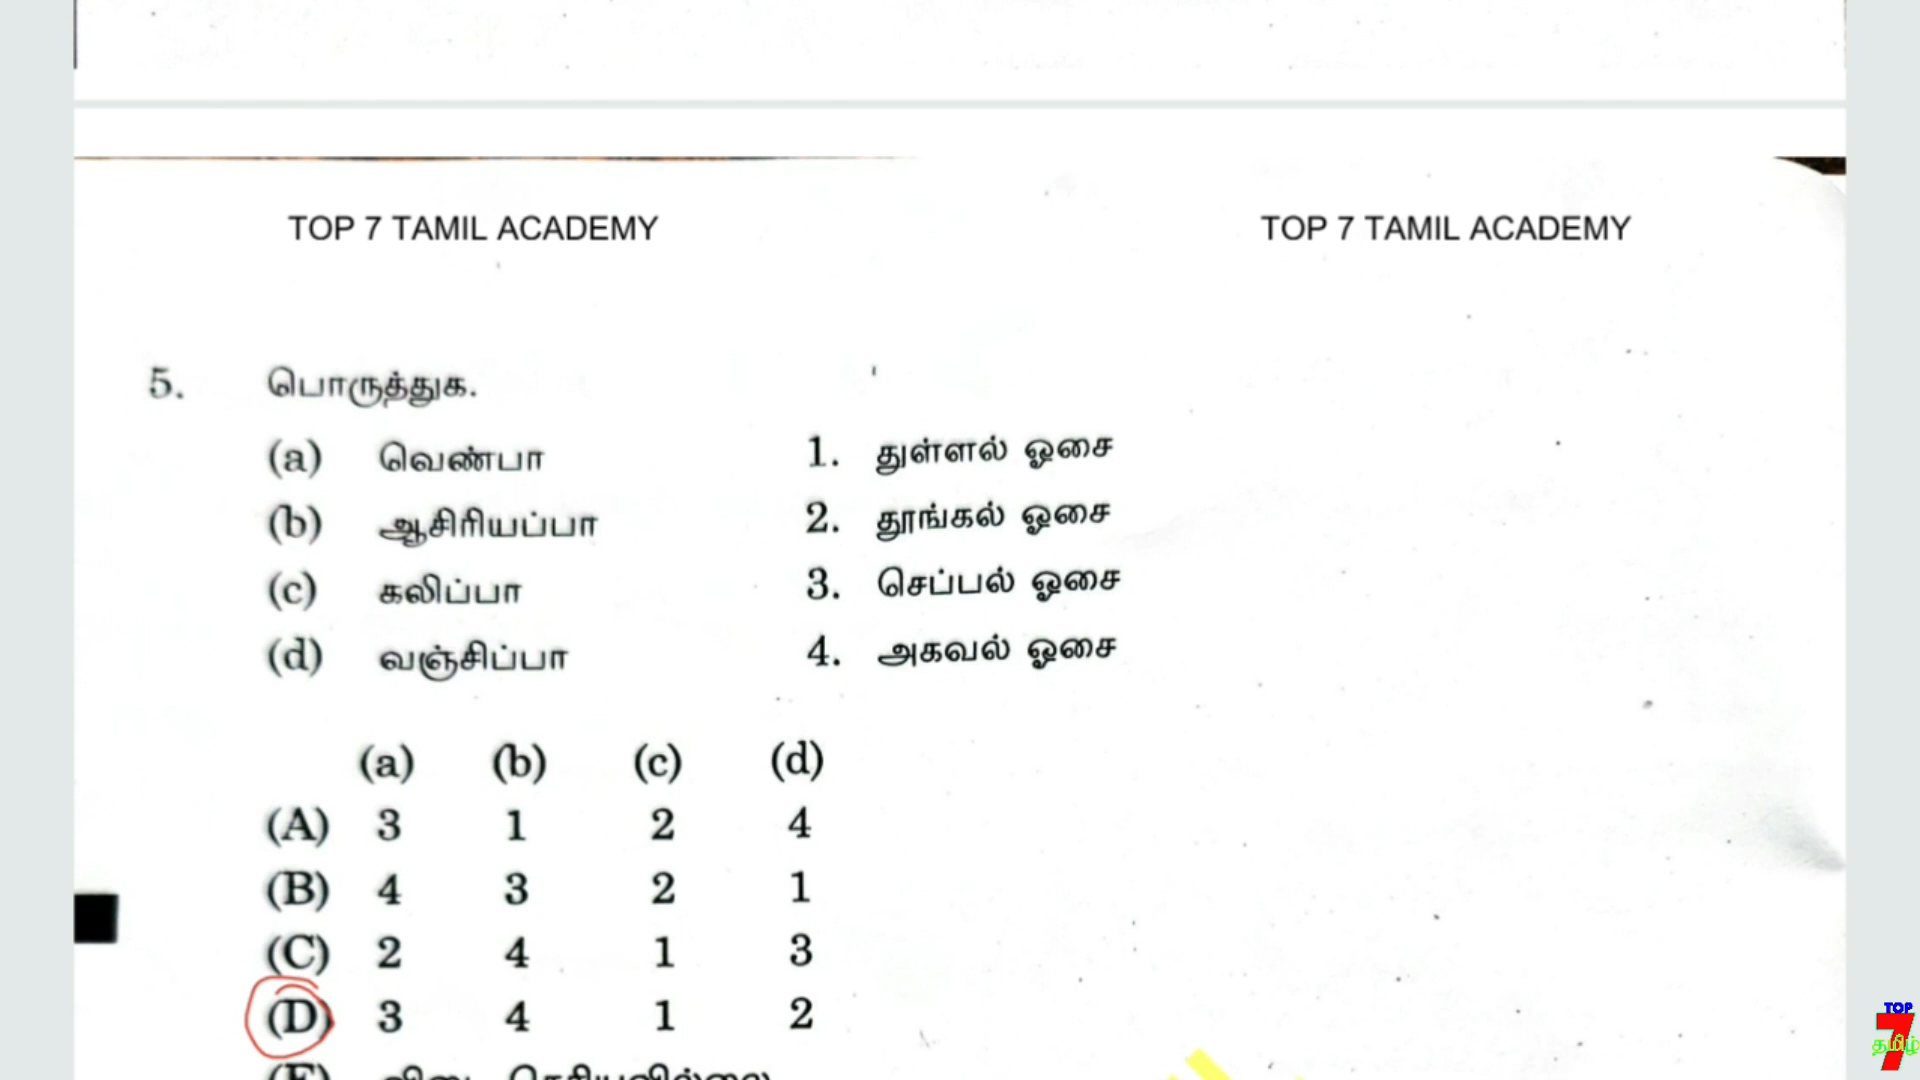 TOP 7 TAMIL ACADEMY TOP 7 TAMIL ACADEMY
5. பொருத்துக.
(a) வெண்பா 1. துள்ளல் ஓசை
(b) ஆசிரியப்பா 2. தூங்கல் ஓசை
(c) கலிப்பா 3. செப்பல் ஓசை
(d) வஞ்சிப்பா 4. அகவல் ஓசை
(a) (b) (c) (d)
(A) 3 1 2 4
(B) 4 3 2 1
(C) 2 4 1 3
(D) 3 4 1 2
(E) விடை தெரியவில்லை
TOP
7
தமிழ்